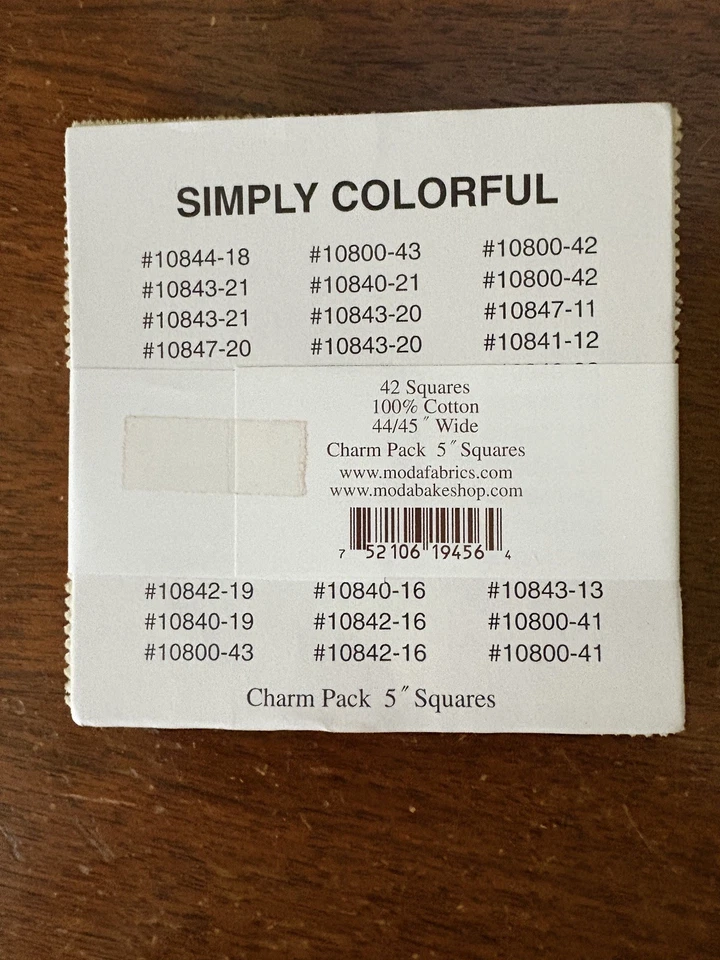 SIMPLY COLORFUL
#10844-18 #10800-43 #10800-42
#10843-21 #10840-21 #10800-42
#10843-21 #10843-20 #10847-11
#10847-20 #10843-20 #10841-12
42 Squares
100% Cotton
44/45″ Wide
Charm Pack 5″ Squares
www.modafabrics.com
www.modabakeshop.com
7 52106 19456 4
#10842-19 #10840-16 #10843-13
#10840-19 #10842-16 #10800-41
#10800-43 #10842-16 #10800-41
Charm Pack 5″ Squares